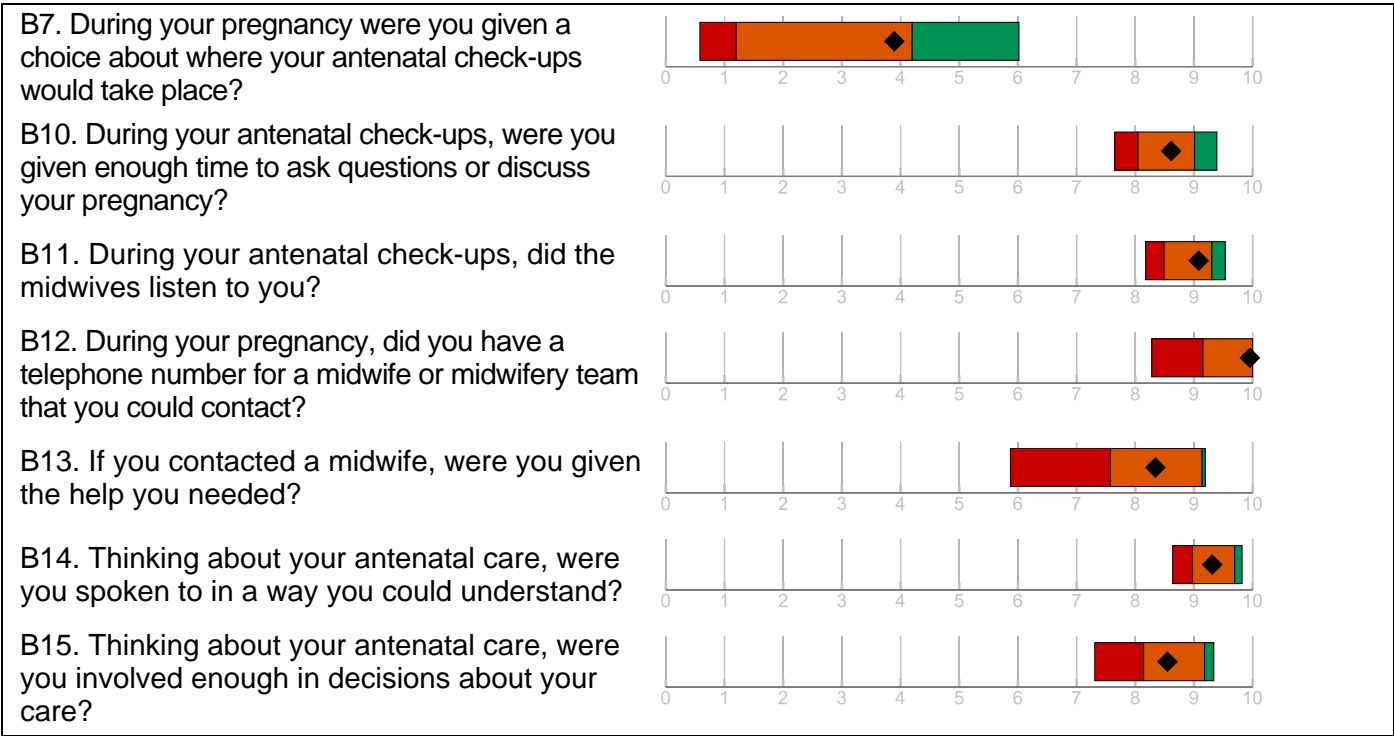 B7. During your pregnancy were you given a
choice about where your antenatal check-ups
would take place?
0 1 2 3 4 5 6 7 8 9 10
B10. During your antenatal check-ups, were you
given enough time to ask questions or discuss
your pregnancy?
0 1 2 3 4 5 6 7 8 9 10
B11. During your antenatal check-ups, did the
midwives listen to you?
0 1 2 3 4 5 6 7 8 9 10
B12. During your pregnancy, did you have a
telephone number for a midwife or midwifery team
that you could contact?
0 1 2 3 4 5 6 7 8 9 10
B13. If you contacted a midwife, were you given
the help you needed?
0 1 2 3 4 5 6 7 8 9 10
B14. Thinking about your antenatal care, were
you spoken to in a way you could understand?
0 1 2 3 4 5 6 7 8 9 10
B15. Thinking about your antenatal care, were
you involved enough in decisions about your
care?
0 1 2 3 4 5 6 7 8 9 10